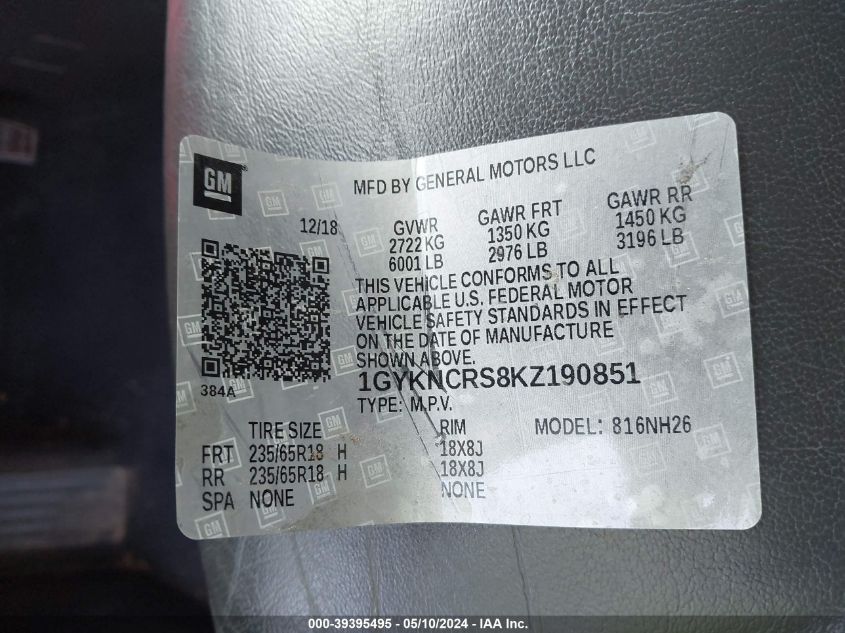 GM
MFD BY GENERAL MOTORS LLC
12/18
GVWR
2722 KG
6001 LB
GAWR FRT
1350 KG
2976 LB
GAWR RR
1450 KG
3196 LB
THIS VEHICLE CONFORMS TO ALL
APPLICABLE U.S. FEDERAL MOTOR
VEHICLE SAFETY STANDARDS IN EFFECT
ON THE DATE OF MANUFACTURE
SHOWN ABOVE.
384A
1GYKNCRS8KZ190851
TYPE: M.P.V.
TIRE SIZE RIM MODEL: 816NH26
FRT 235/65R18 H 18X8J
RR 235/65R18 H 18X8J
SPA NONE NONE
000-39395495 - 05/10/2024 - IAA Inc.